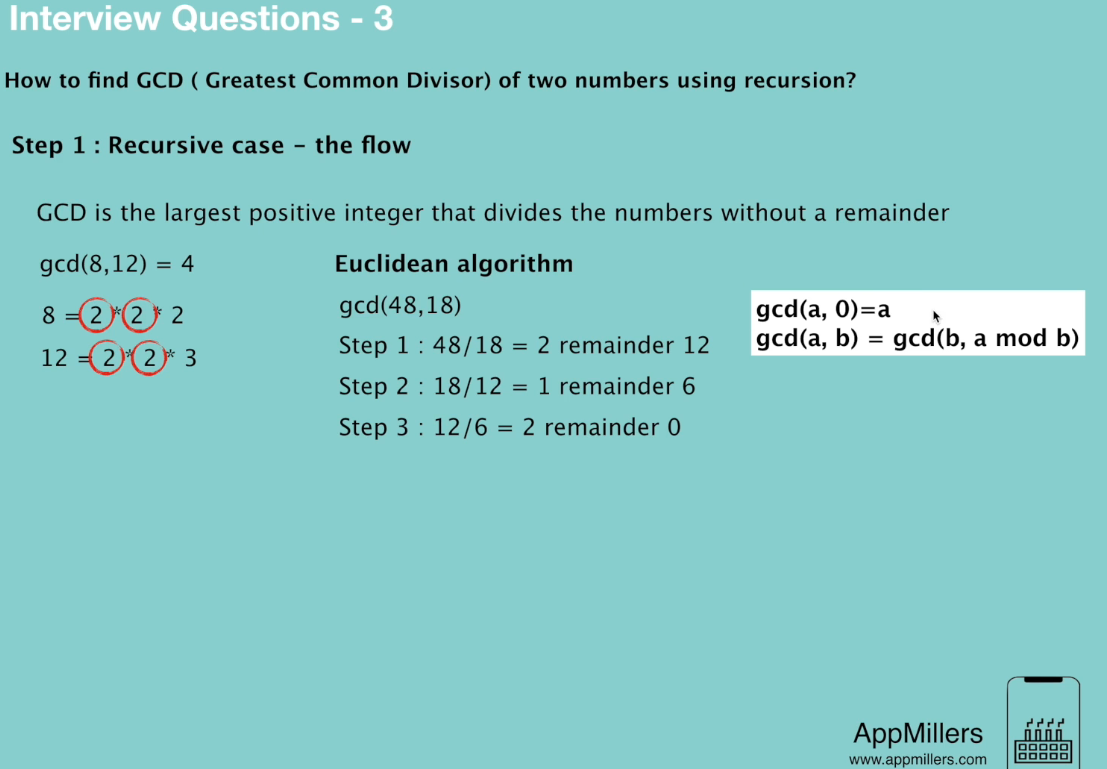 Interview Questions - 3
How to find GCD ( Greatest Common Divisor) of two numbers using recursion?
Step 1 : Recursive case – the flow
GCD is the largest positive integer that divides the numbers without a remainder
gcd(8,12) = 4
8 = 2 * 2 * 2
12 = 2 * 2 * 3
Euclidean algorithm
gcd(48,18)
Step 1 : 48/18 = 2 remainder 12
Step 2 : 18/12 = 1 remainder 6
Step 3 : 12/6 = 2 remainder 0
gcd(a, 0)=a
gcd(a, b) = gcd(b, a mod b)
AppMillers
www.appmillers.com